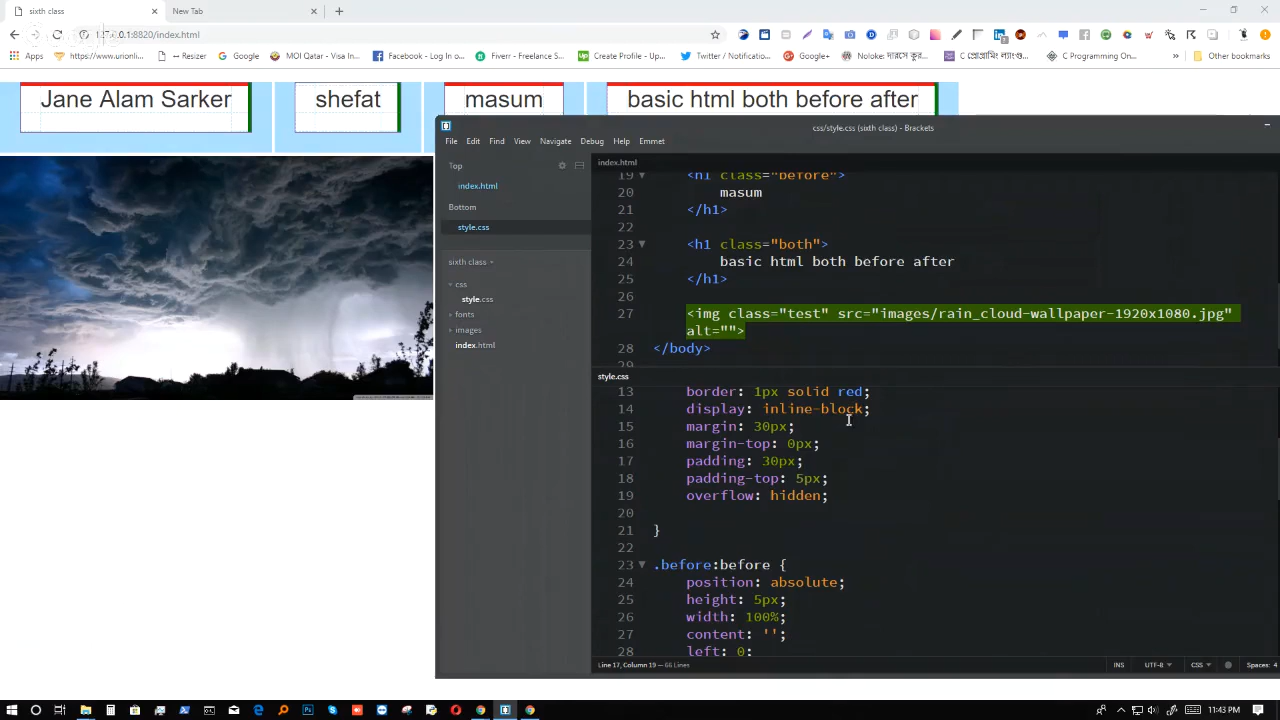 sixth class
New Tab
127.0.0.1:8820/index.html
Apps
https://www.urionli...
Resizer
Google
MOI Qatar - Visa In...
Facebook - Log In o...
Fiverr - Freelance S...
Create Profile - Up...
Twitter / Notificatio...
Google+
C Programming On...
Other bookmarks
Jane Alam Sarker
shefat
masum
basic html both before after
css/style.css (sixth class) - Brackets
File Edit Find View Navigate Debug Help Emmet
Top
index.html
Bottom
style.css
sixth class
css
style.css
fonts
images
index.html
index.html
19 <h1 class="before">
20 masum
21 </h1>
22
23 <h1 class="both">
24 basic html both before after
25 </h1>
26
27 <img class="test" src="images/rain_cloud-wallpaper-1920x1080.jpg"
alt="">
28 </body>
29
style.css
13 border: 1px solid red;
14 display: inline-block;
15 margin: 30px;
16 margin-top: 0px;
17 padding: 30px;
18 padding-top: 5px;
19 overflow: hidden;
20
21 }
22
23 .before:before {
24 position: absolute;
25 height: 5px;
26 width: 100%;
27 content: '';
28 left: 0;
Line 17, Column 19 — 66 Lines
INS UTF-8 CSS Spaces: 4
11:43 PM